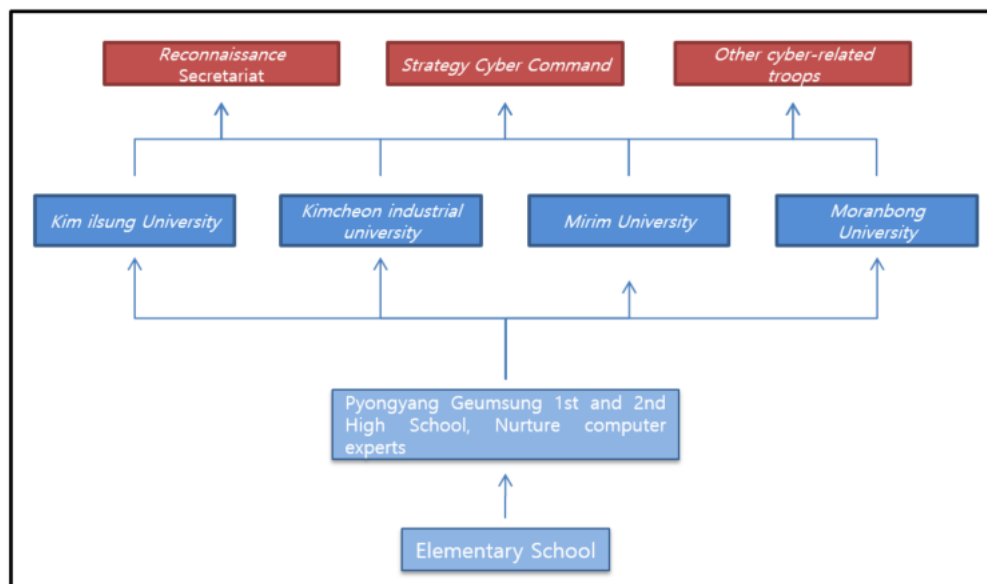 Reconnaissance
Secretariat
Strategy Cyber Command
Other cyber-related
troops
Kim ilsung University
Kimcheon industrial
university
Mirim University
Moranbong
University
Pyongyang Geumsung 1st and 2nd
High School, Nurture computer
experts
Elementary School